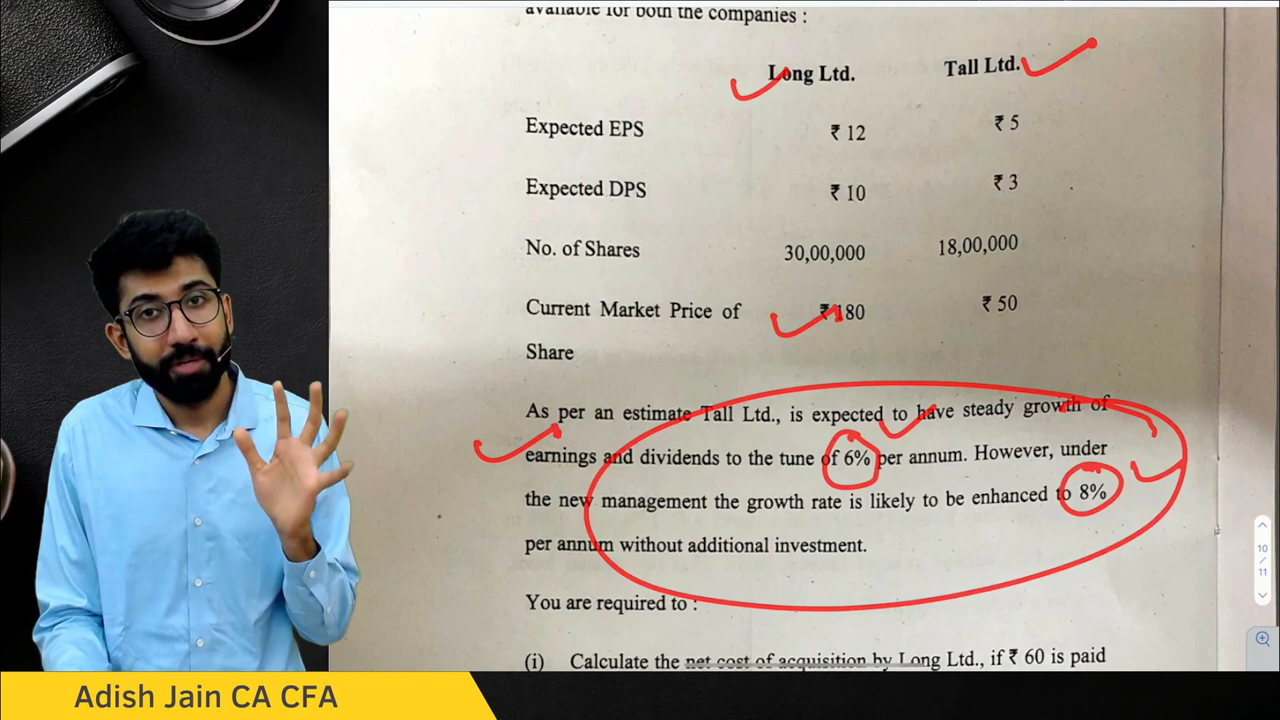 available for both the companies :
Long Ltd. Tall Ltd.
Expected EPS ₹ 12 ₹ 5
Expected DPS ₹ 10 ₹ 3
No. of Shares 30,00,000 18,00,000
Current Market Price of ₹ 180 ₹ 50
Share
As per an estimate Tall Ltd., is expected to have steady growth of
earnings and dividends to the tune of 6% per annum. However, under
the new management the growth rate is likely to be enhanced to 8%
per annum without additional investment.
You are required to :
(i) Calculate the net cost of acquisition by Long Ltd., if ₹ 60 is paid
10
/
11
Adish Jain CA CFA